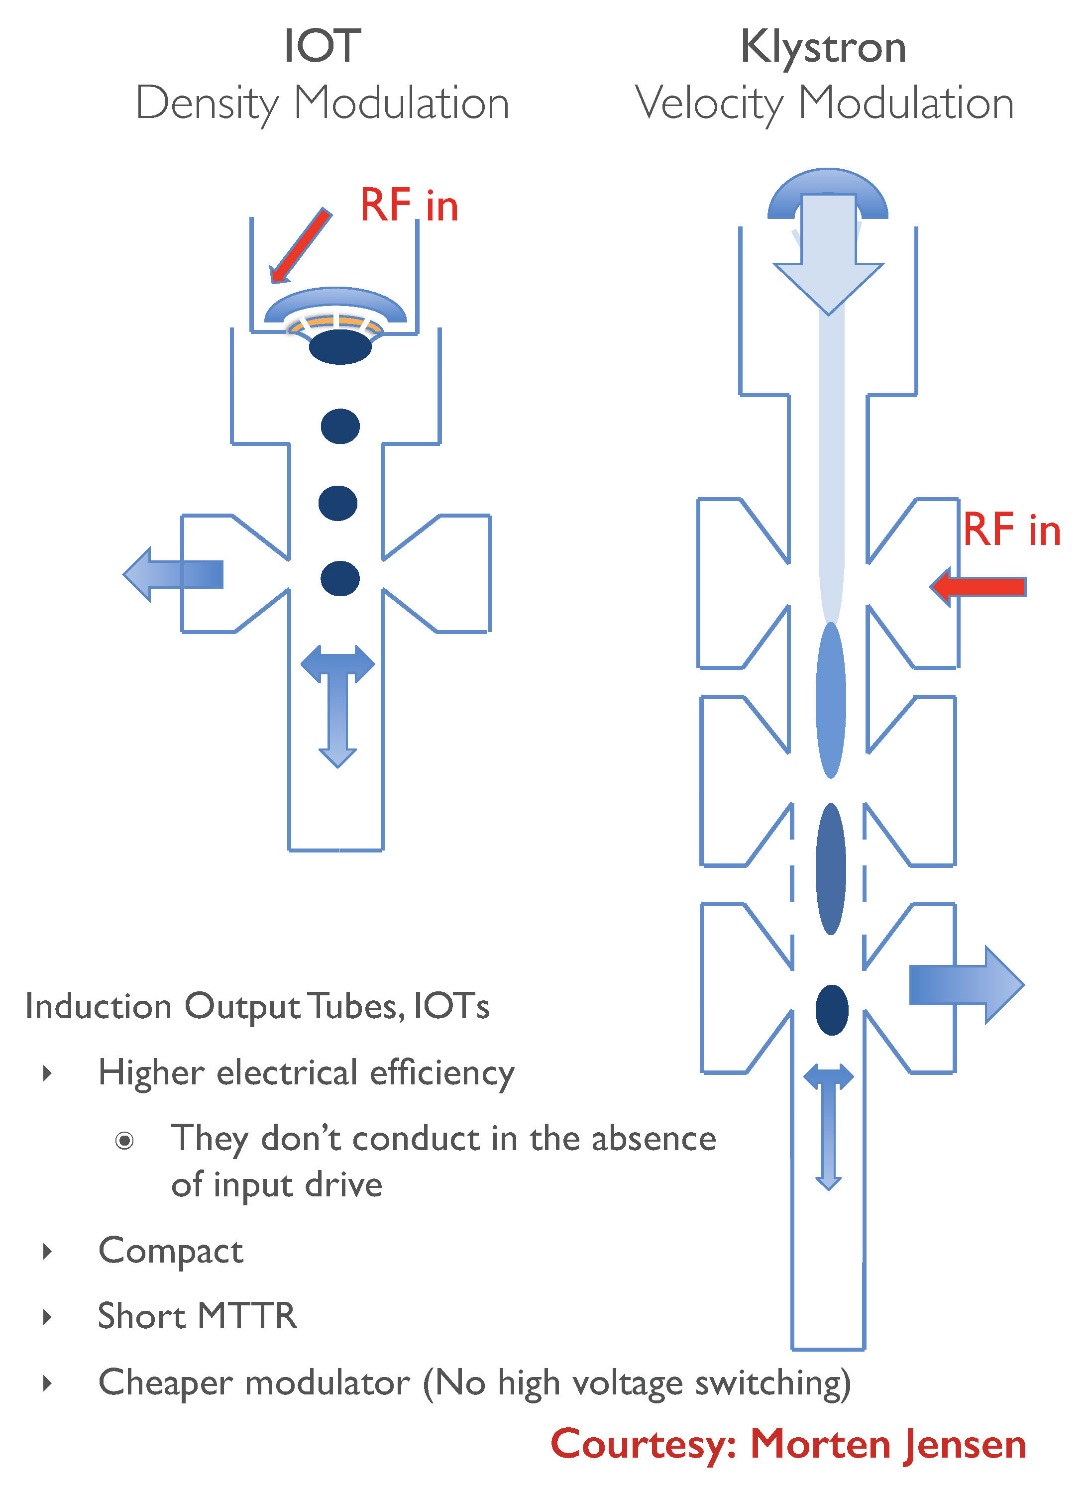 IOT
Density Modulation
Klystron
Velocity Modulation
RF in
RF in
Induction Output Tubes, IOTs
Higher electrical efficiency
They don’t conduct in the absence
of input drive
Compact
Short MTTR
Cheaper modulator (No high voltage switching)
Courtesy: Morten Jensen